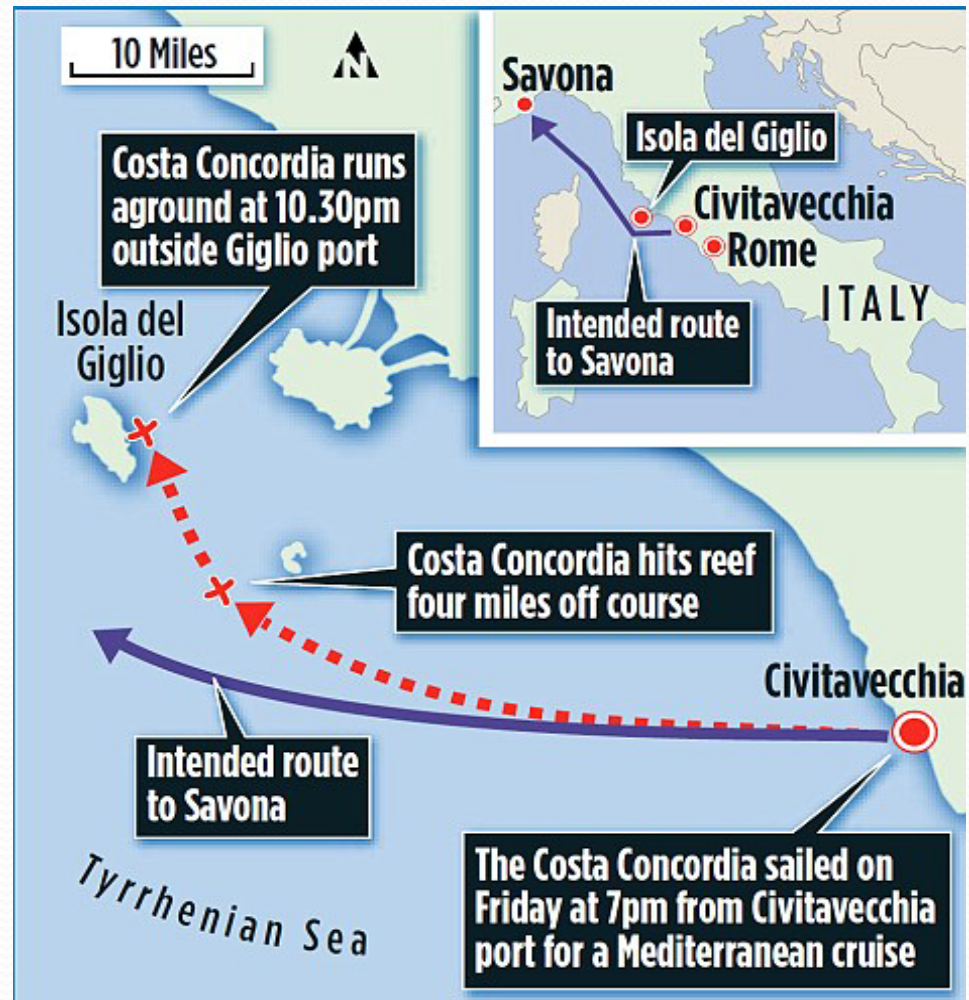 10 Miles
N
Costa Concordia runs
aground at 10.30pm
outside Giglio port
Isola del
Giglio
Savona
Isola del Giglio
Civitavecchia
Rome
ITALY
Intended route
to Savona
Costa Concordia hits reef
four miles off course
Civitavecchia
Intended route
to Savona
The Costa Concordia sailed on
Friday at 7pm from Civitavecchia
port for a Mediterranean cruise
Tyrrhenian Sea